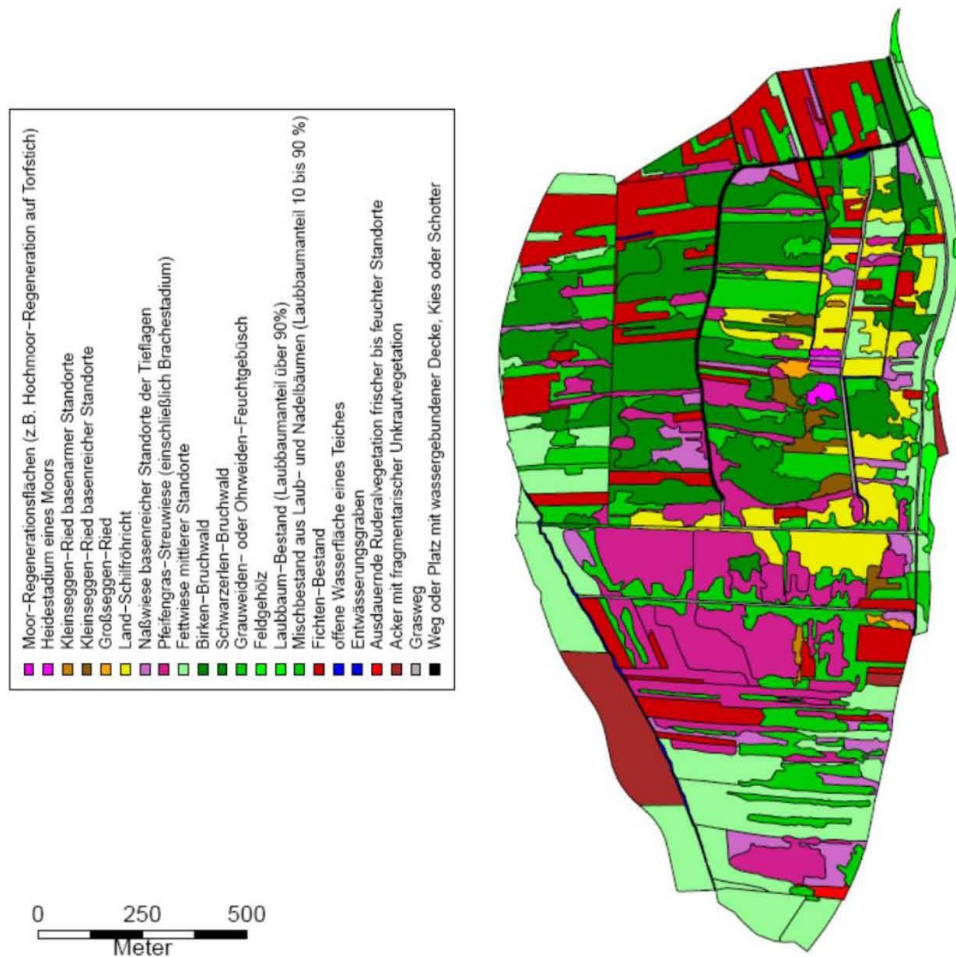 Moor-Regenerationsflächen (z.B. Hochmoor-Regeneration auf Torfstich)
Heidestadium eines Moors
Kleinseggen-Ried basenarmer Standorte
Kleinseggen-Ried basenreicher Standorte
Großseggen-Ried
Land-Schilfröhricht
Naßwiese basenreicher Standorte der Tieflagen
Pfeifengras-Streuwiese (einschließlich Brachestadium)
Fettwiese mittlerer Standorte
Birken-Bruchwald
Schwarzerlen-Bruchwald
Grauweiden- oder Ohrweiden-Feuchtgebüsch
Feldgehölz
Laubbaum-Bestand (Laubbaumanteil über 90%)
Mischbestand aus Laub- und Nadelbäumen (Laubbaumanteil 10 bis 90 %)
Fichten-Bestand
offene Wasserfläche eines Teiches
Entwässerungsgraben
Ausdauernde Ruderalvegetation frischer bis feuchter Standorte
Acker mit fragmentarischer Unkrautvegetation
Grasweg
Weg oder Platz mit wassergebundener Decke, Kies oder Schotter
0 250 500
Meter